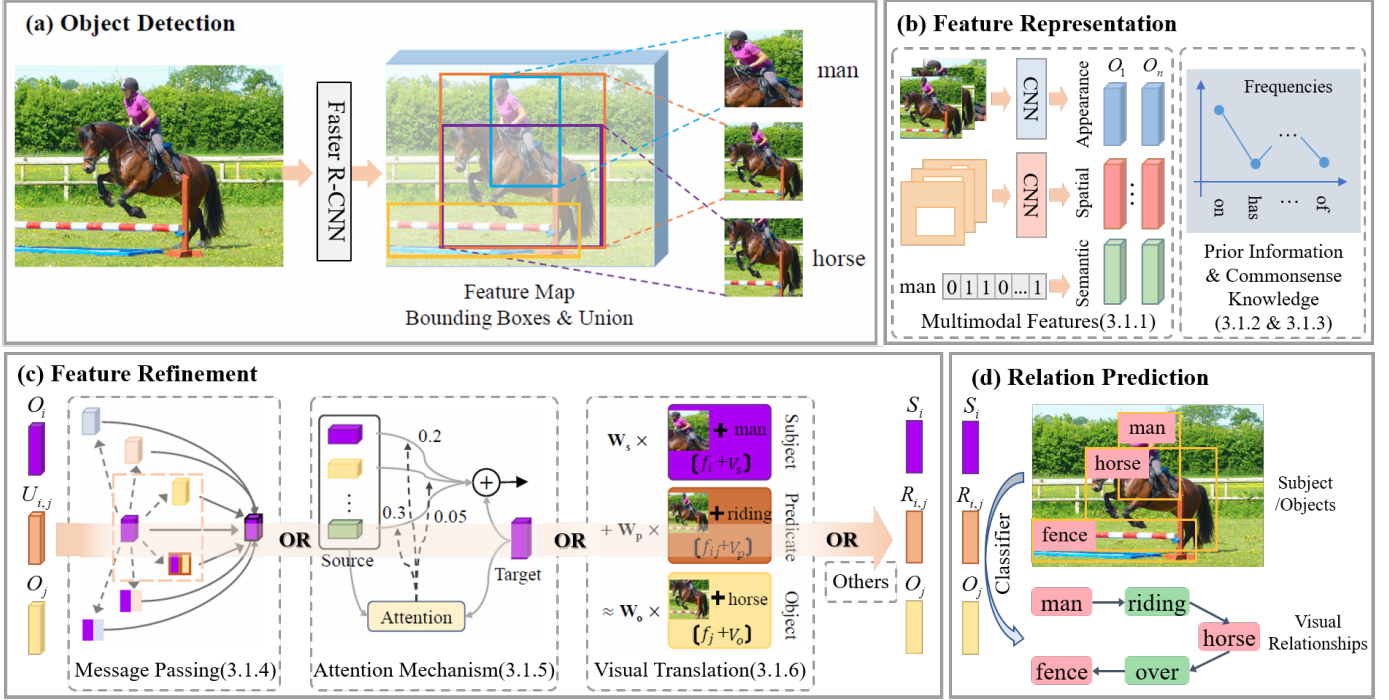 (a) Object Detection
Faster R-CNN
man
horse
Feature Map
Bounding Boxes & Union
(b) Feature Representation
CNN
Appearance
O1
On
CNN
Spatial
man
0 1 1 0 ... 1
Semantic
Multimodal Features(3.1.1)
Frequencies
on
has
...
of
Prior Information
& Commonsense
Knowledge
(3.1.2 & 3.1.3)
(c) Feature Refinement
Oi
Ui,j
Oj
Message Passing(3.1.4)
OR
Source
0.2
0.3
0.05
+
Target
Attention
Attention Mechanism(3.1.5)
OR
Ws ×
+ man
(fi+Vs)
Subject
+ Wp ×
+ riding
(fij+Vp)
Predicate
≈ Wo ×
+ horse
(fj+Vo)
Object
Visual Translation(3.1.6)
OR
Others
Si
Ri,j
Oj
(d) Relation Prediction
Si
Ri,j
Oj
Classifier
man
horse
fence
Subject
/Objects
man
riding
horse
fence
over
Visual
Relationships